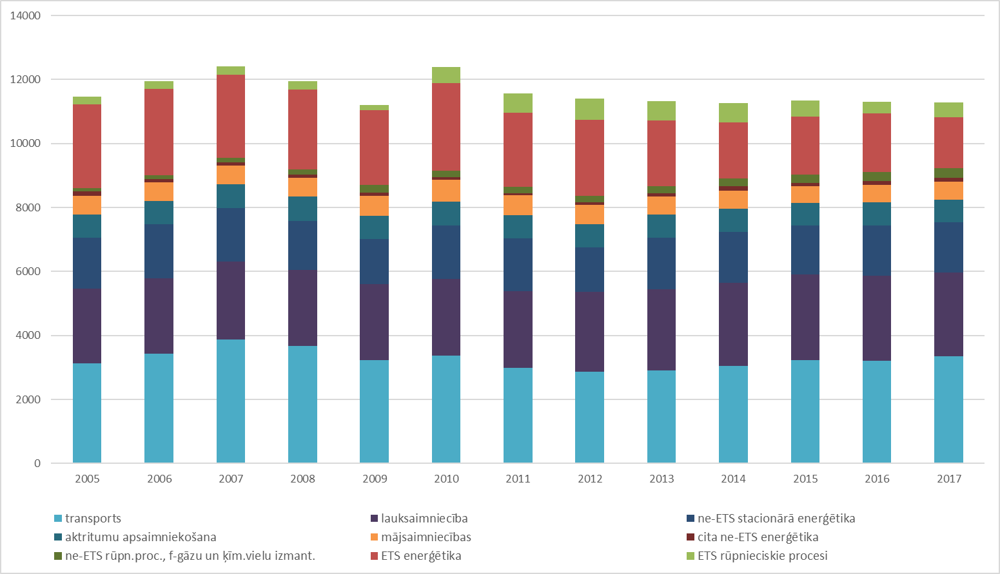 14000
12000
10000
8000
6000
4000
2000
0
2005 2006 2007 2008 2009 2010 2011 2012 2013 2014 2015 2016 2017
transports lauksaimniecība ne-ETS stacionārā enerģētika
aktritumu apsaimniekošana mājsaimniecības cita ne-ETS enerģētika
ne-ETS rūpn.proc., f-gāzu un ķīm.vielu izmant. ETS enerģētika ETS rūpnieciskie procesi